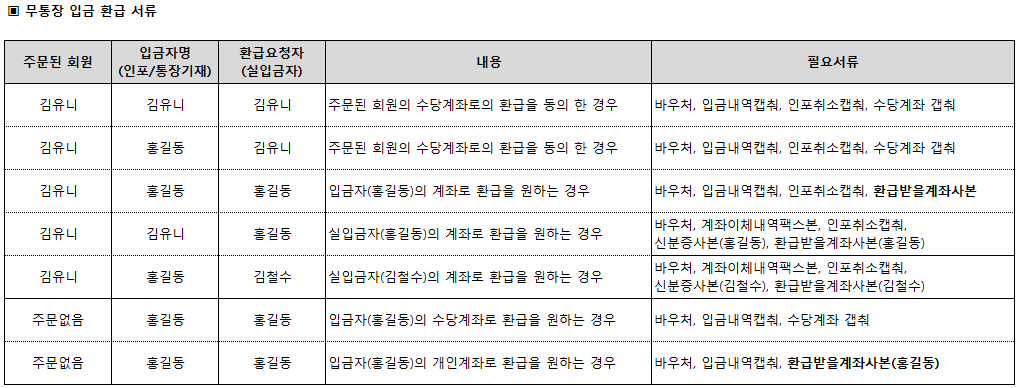 ▣ 무통장 입금 환급 서류
주문된 회원 입금자명 (인포/통장기재) 환급요청자 (실입금자) 내용 필요서류
김유니 김유니 김유니 주문된 회원의 수당계좌로의 환급을 동의 한 경우 바우처, 입금내역캡춰, 인포취소캡춰, 수당계좌 캡춰
김유니 홍길동 김유니 주문된 회원의 수당계좌로의 환급을 동의 한 경우 바우처, 입금내역캡춰, 인포취소캡춰, 수당계좌 캡춰
김유니 홍길동 홍길동 입금자(홍길동)의 계좌로 환급을 원하는 경우 바우처, 입금내역캡춰, 인포취소캡춰, 환급받을계좌사본
김유니 김유니 홍길동 실입금자(홍길동)의 계좌로 환급을 원하는 경우 바우처, 계좌이체내역팩스본, 인포취소캡춰,
신분증사본(홍길동), 환급받을계좌사본(홍길동)
김유니 홍길동 김철수 실입금자(김철수)의 계좌로 환급을 원하는 경우 바우처, 계좌이체내역팩스본, 인포취소캡춰,
신분증사본(김철수), 환급받을계좌사본(김철수)
주문없음 홍길동 홍길동 입금자(홍길동)의 수당계좌로 환급을 원하는 경우 바우처, 입금내역캡춰, 수당계좌 캡춰
주문없음 홍길동 홍길동 입금자(홍길동)의 개인계좌로 환급을 원하는 경우 바우처, 입금내역캡춰, 환급받을계좌사본(홍길동)